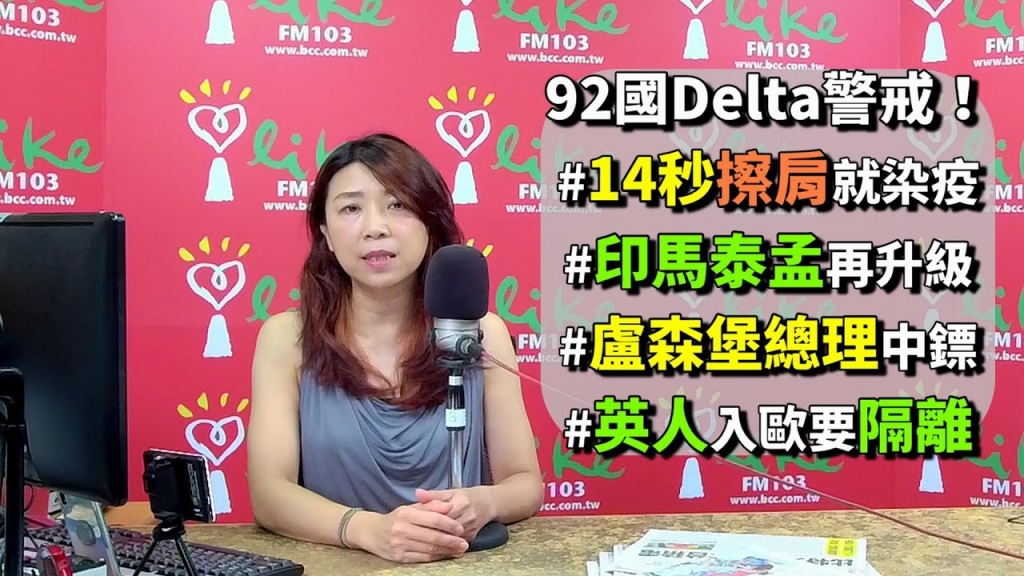 92國Delta警戒！
#14秒擦肩就染疫
#印馬泰孟再升級
#盧森堡總理中鏢
#英人入歐要隔離
like
FM103
www.bcc.com.tw